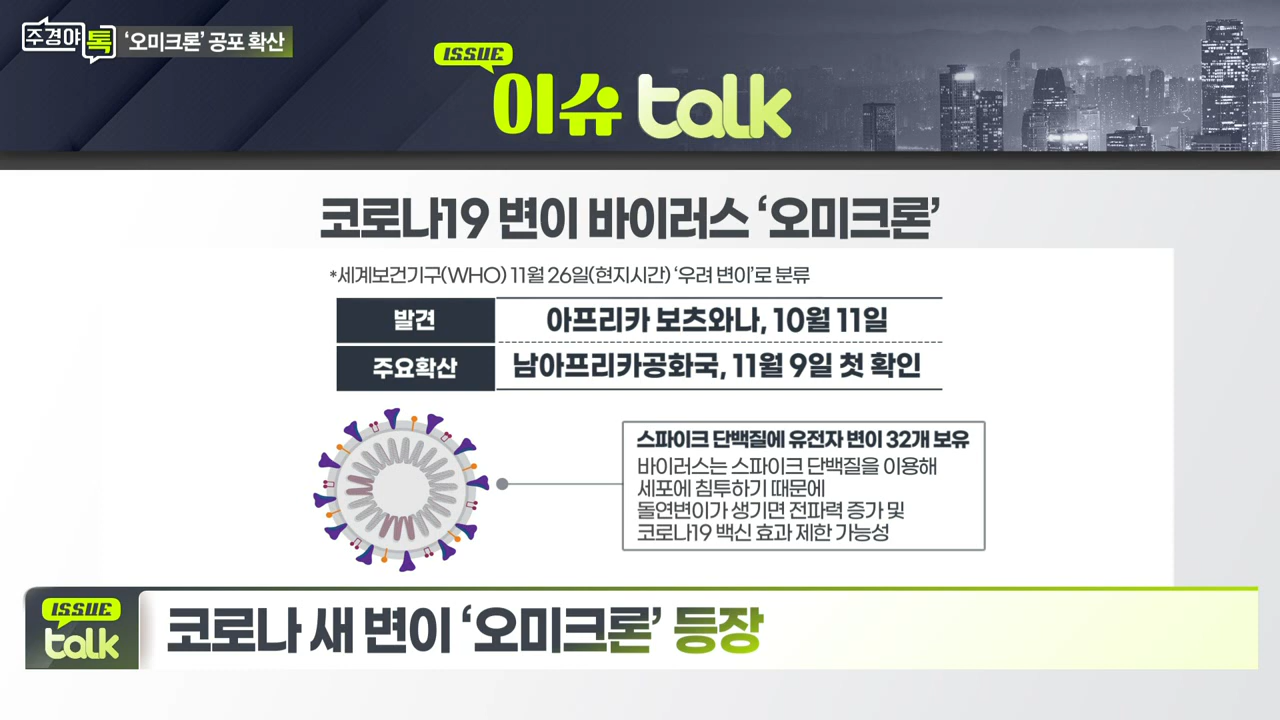 주경야톡 '오미크론' 공포 확산
ISSUE
이슈 talk
코로나19 변이 바이러스 '오미크론'
*세계보건기구(WHO) 11월 26일(현지시간) '우려 변이'로 분류
발견 아프리카 보츠와나, 10월 11일
주요확산 남아프리카공화국, 11월 9일 첫 확인
스파이크 단백질에 유전자 변이 32개 보유
바이러스는 스파이크 단백질을 이용해
세포에 침투하기 때문에
돌연변이가 생기면 전파력 증가 및
코로나19 백신 효과 제한 가능성
ISSUE
talk
코로나 새 변이 '오미크론' 등장